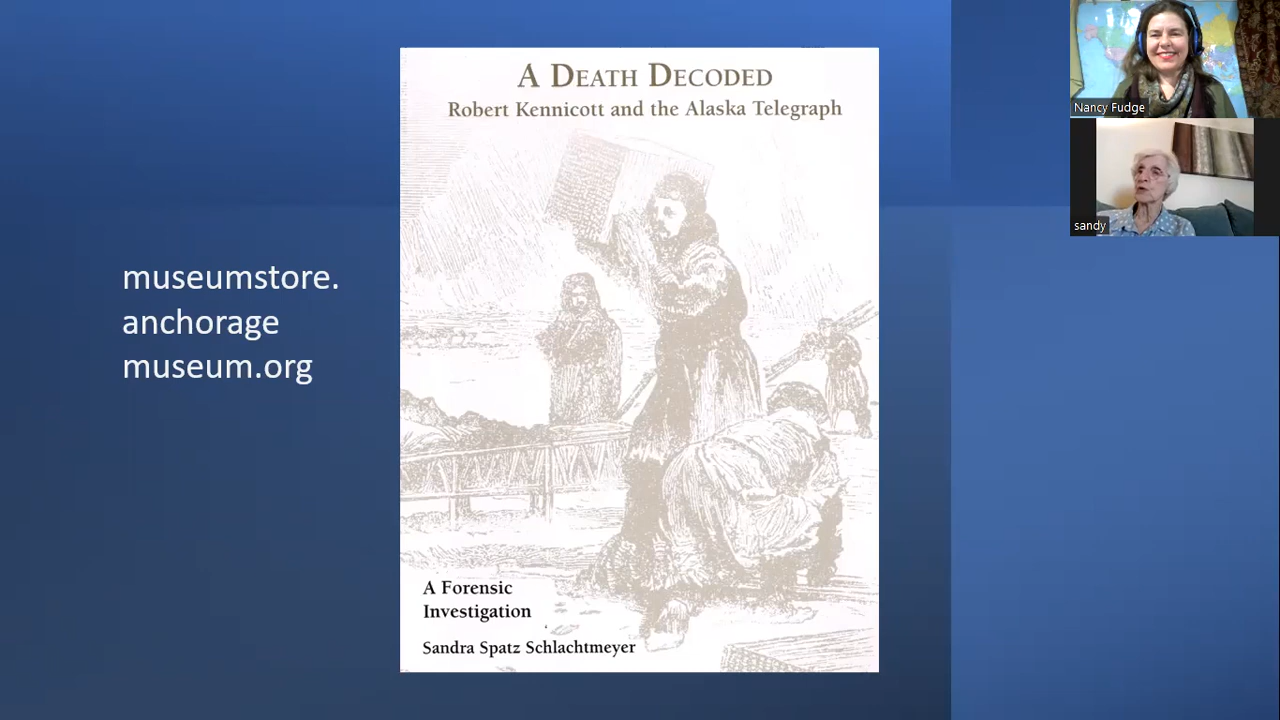 A DEATH DECODED
Robert Kennicott and the Alaska Telegraph
museumstore.
anchorage
museum.org
A Forensic
Investigation
Sandra Spatz Schlachtmeyer
Nancy Fudge
sandy